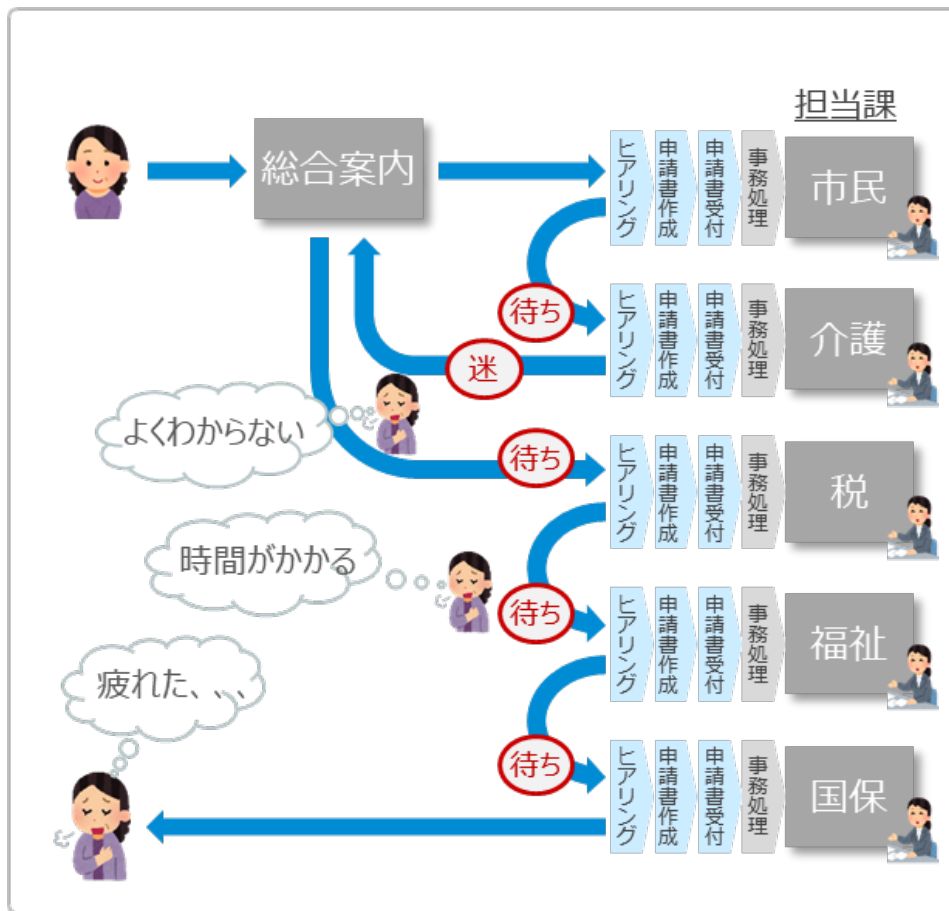 担当課
総合案内
ヒアリング
申請書作成
申請書受付
事務処理
市民
待ち
ヒアリング
申請書作成
申請書受付
事務処理
介護
迷
よくわからない
待ち
ヒアリング
申請書作成
申請書受付
事務処理
税
時間がかかる
待ち
ヒアリング
申請書作成
申請書受付
事務処理
福祉
疲れた、、、
待ち
ヒアリング
申請書作成
申請書受付
事務処理
国保